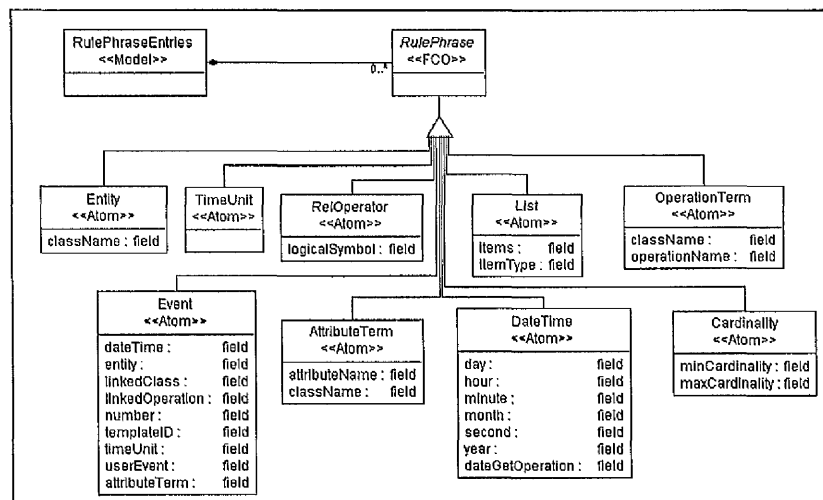 RulePhraseEntries
<<Model>>
RulePhrase
<<FCO>>
0..*
Entity
<<Atom>>
className : field
TimeUnit
<<Atom>>
RelOperator
<<Atom>>
logicalSymbol : field
List
<<Atom>>
Items : field
ItemType : field
OperationTerm
<<Atom>>
className : field
operationName : field
Event
<<Atom>>
dateTime : field
entity : field
linkedClass : field
linkedOperation : field
number : field
templateID : field
timeUnit : field
userEvent : field
attributeTerm : field
AttributeTerm
<<Atom>>
attributeName : field
className : field
DateTime
<<Atom>>
day : field
hour : field
minute : field
month : field
second : field
year : field
dateGetOperation : field
Cardinality
<<Atom>>
minCardinality : field
maxCardinality : field